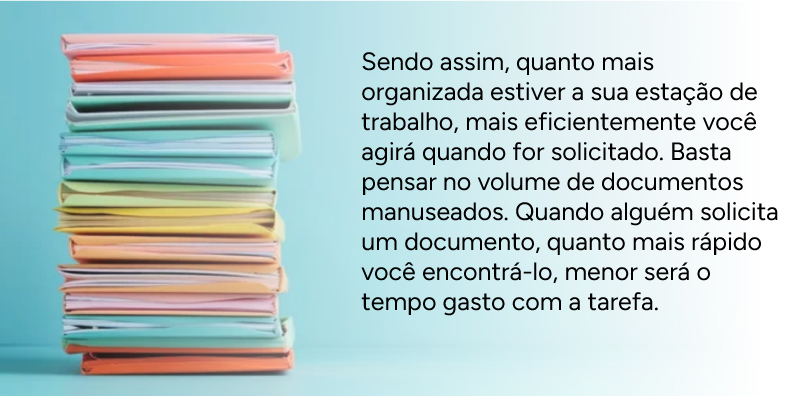 Sendo assim, quanto mais
organizada estiver a sua estação de
trabalho, mais eficientemente você
agirá quando for solicitado. Basta
pensar no volume de documentos
manuseados. Quando alguém solicita
um documento, quanto mais rápido
você encontrá-lo, menor será o
tempo gasto com a tarefa.